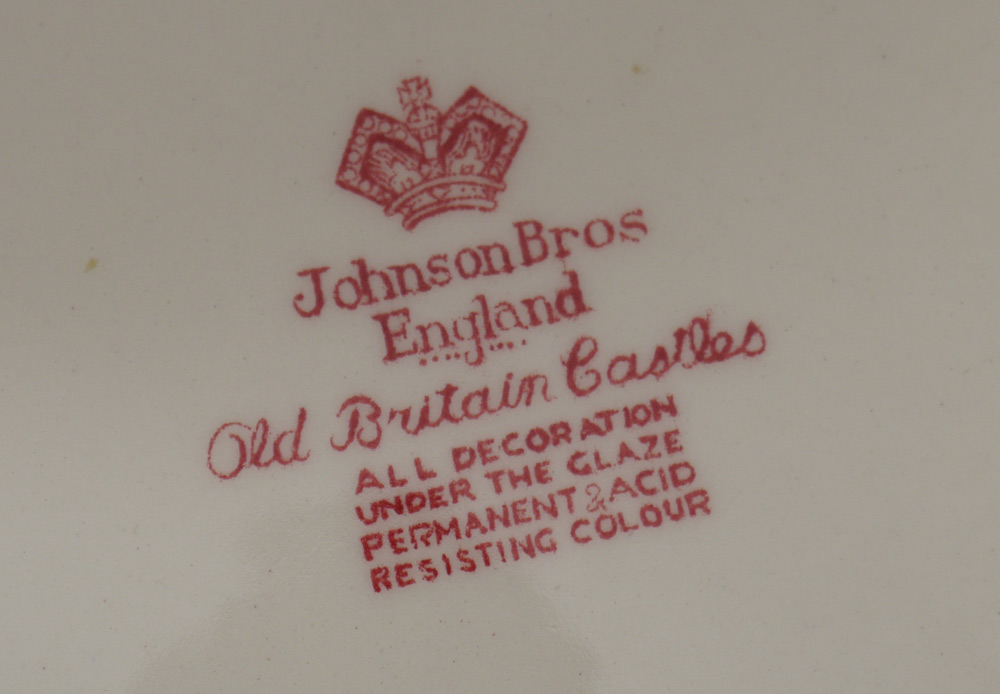 Johnson Bros
England
Old Britain Castles
ALL DECORATION
UNDER THE GLAZE
PERMANENT & ACID
RESISTING COLOUR